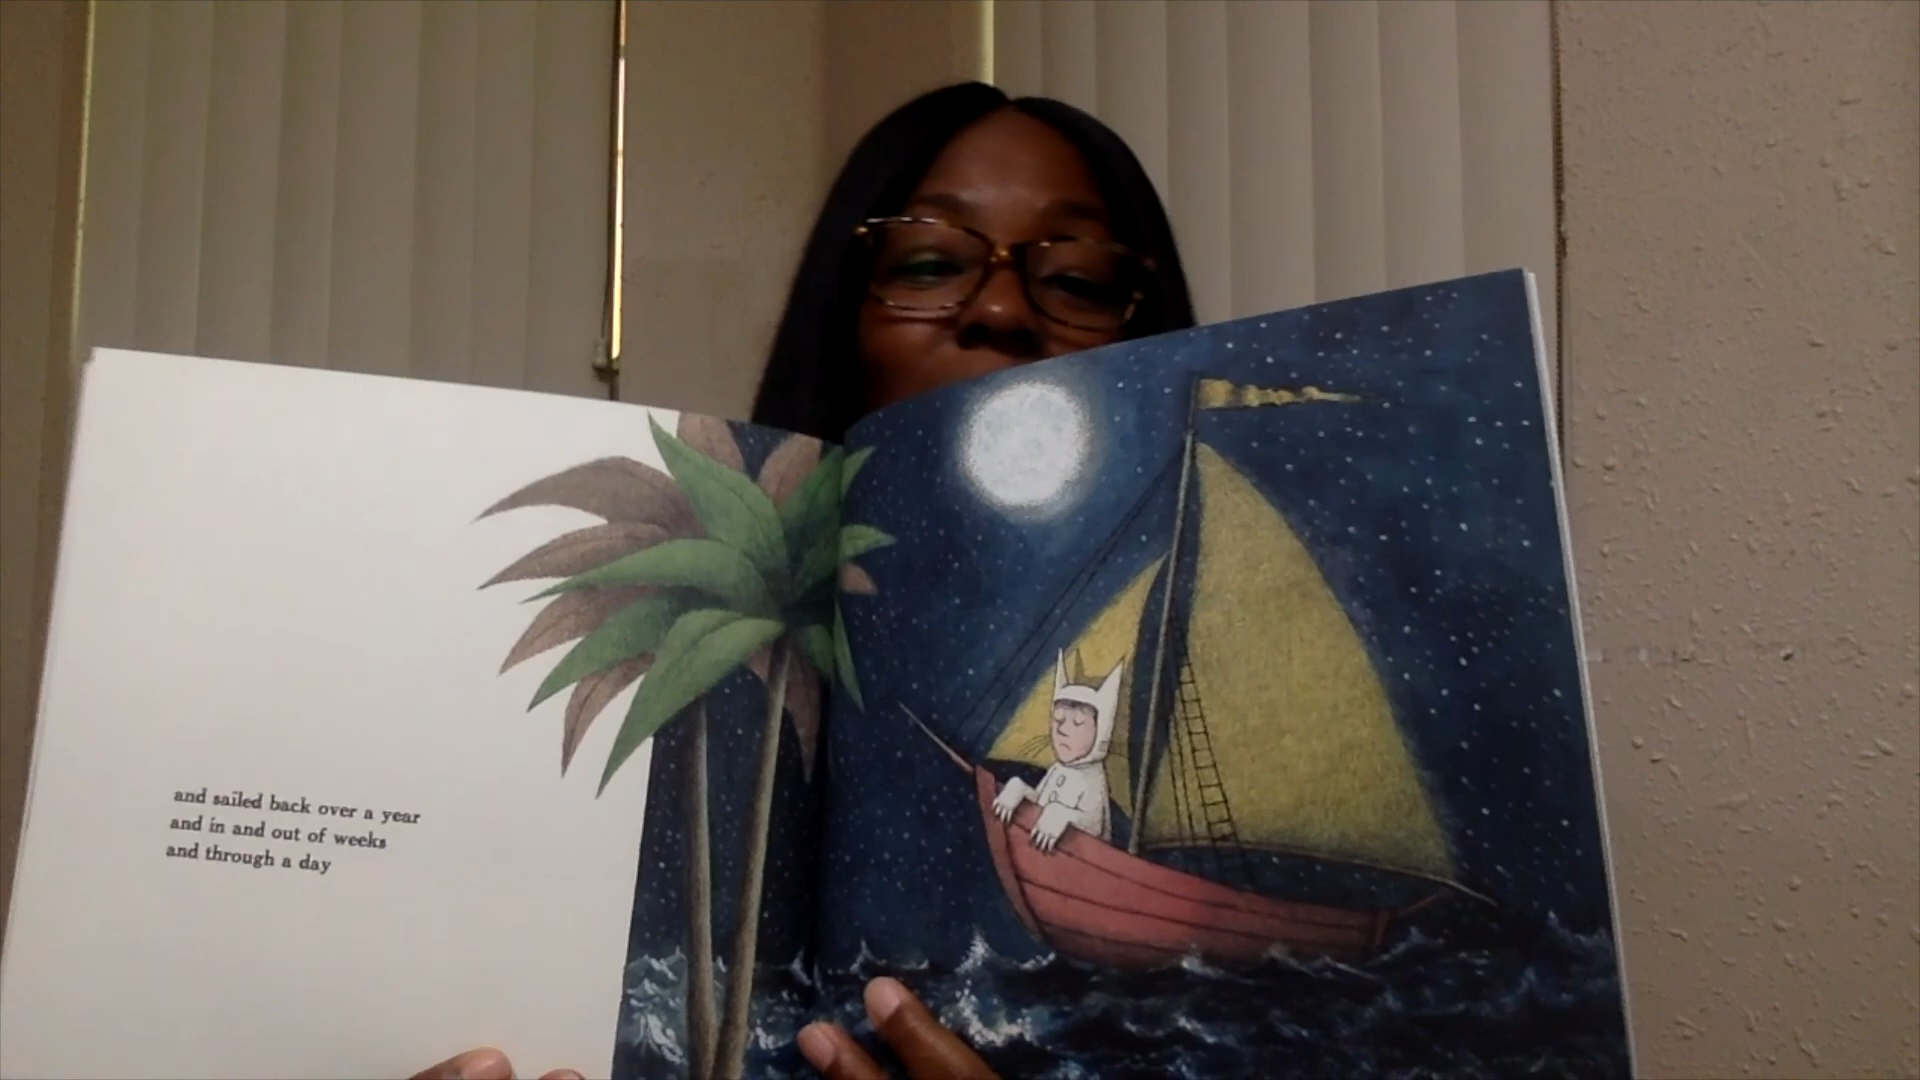 and sailed back over a year
and in and out of weeks
and through a day